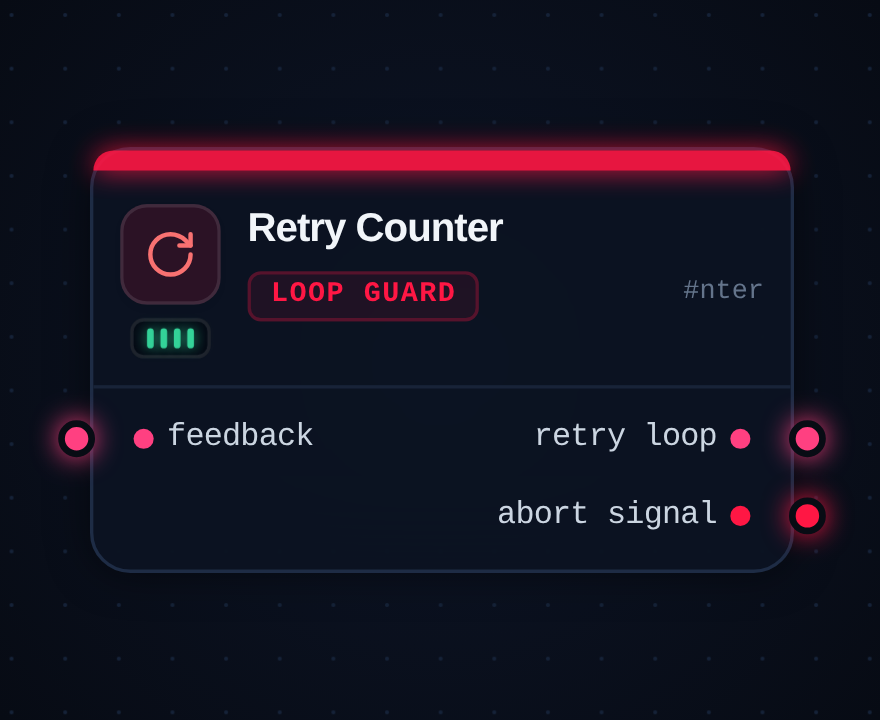 Retry Counter
LOOP GUARD
#nter
feedback
retry loop
abort signal